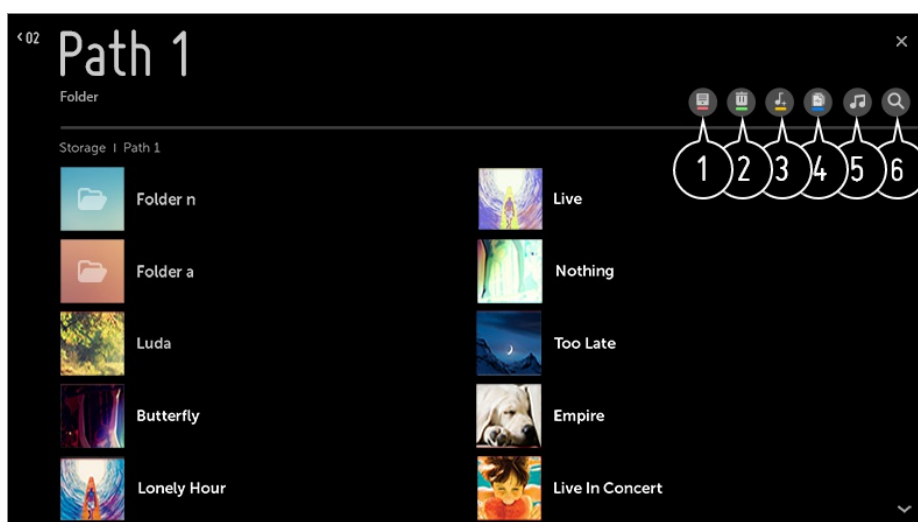 <02
Path 1
×
Folder
1 2 3 4 5 6
Storage I Path 1
Folder n
Live
Folder a
Nothing
Luda
Too Late
Butterfly
Empire
Lonely Hour
Live In Concert